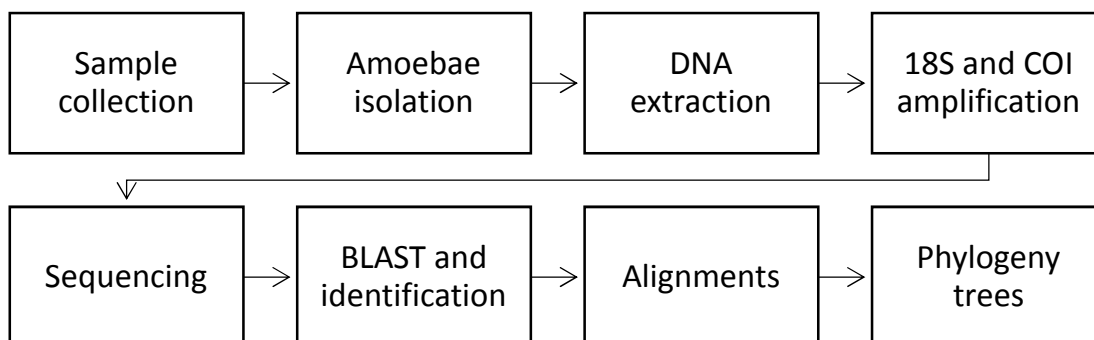 Sample
collection
Amoebae
isolation
DNA
extraction
18S and COI
amplification
Sequencing
BLAST and
identification
Alignments
Phylogeny
trees